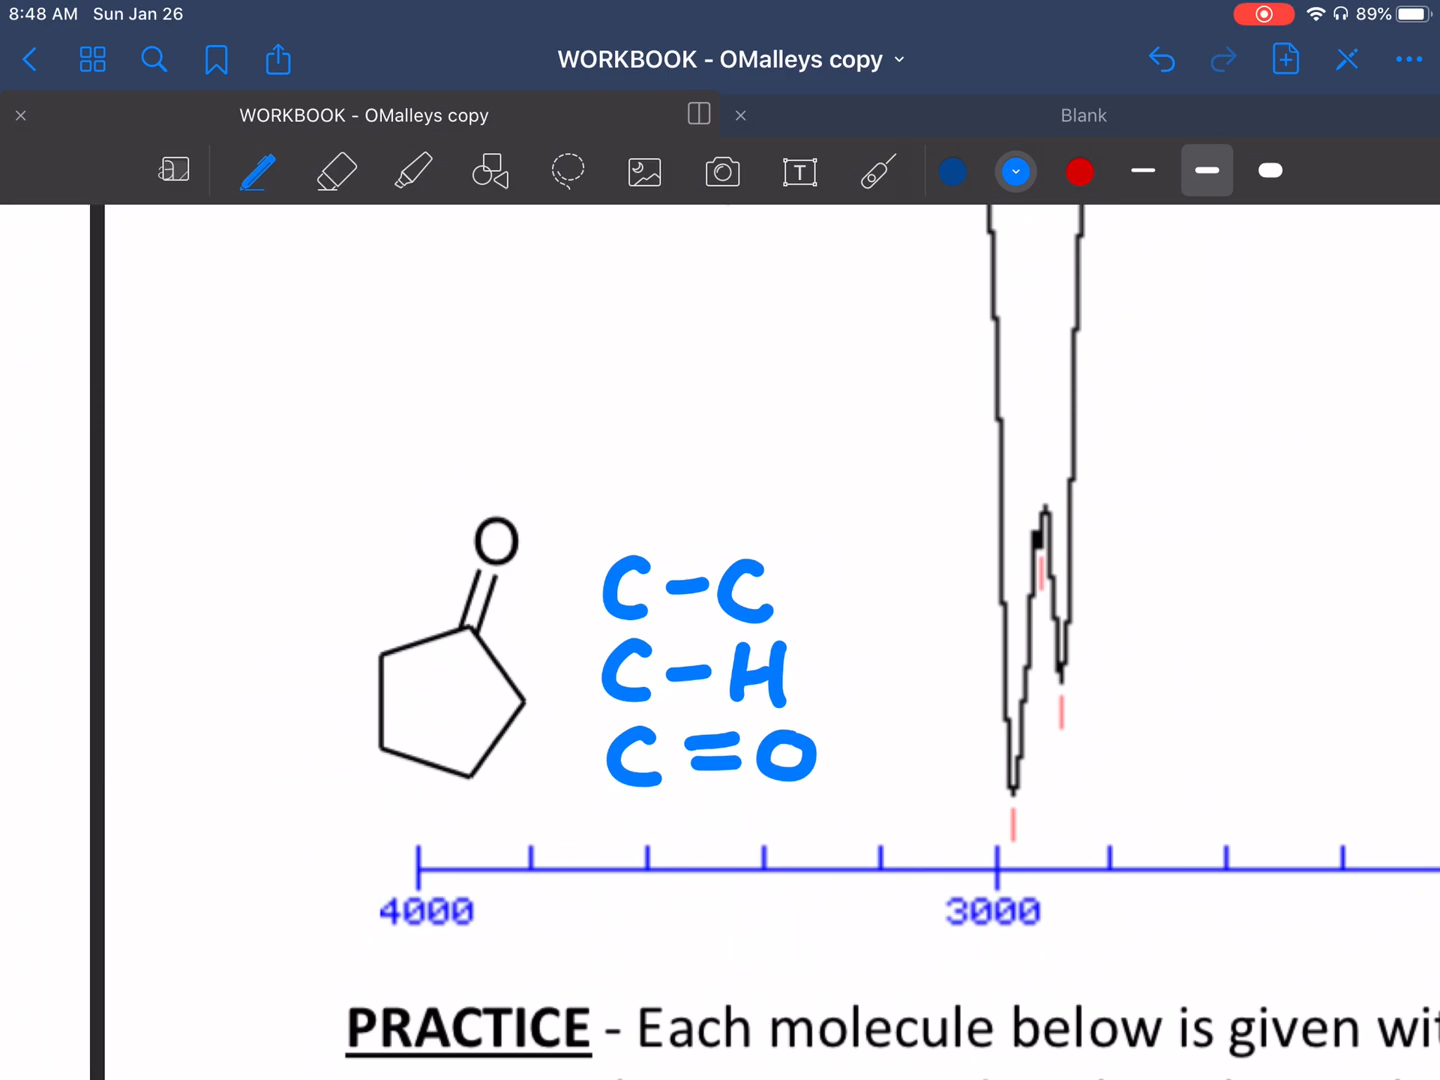 8:48 AM Sun Jan 26
89%
WORKBOOK - OMalleys copy
WORKBOOK - OMalleys copy
Blank
T
O
C-C
C-H
C=O
4000 3000
PRACTICE - Each molecule below is given wit